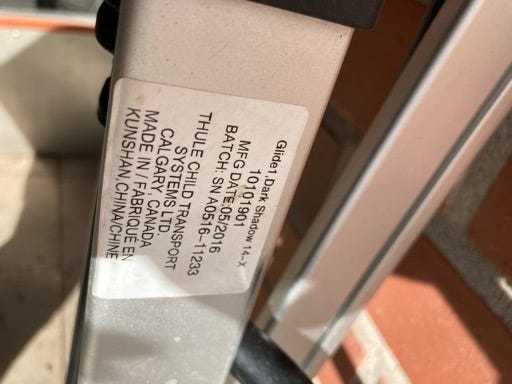 Glide1,Dark Shadow 14-X
10101901
MFG DATE:05/2016
BATCH: SN A0516-11233
THULE CHILD TRANSPORT
SYSTEMS LTD
CALGARY, CANADA
MADE IN / FABRIQUÉ EN
KUNSHAN,CHINA/CHINE